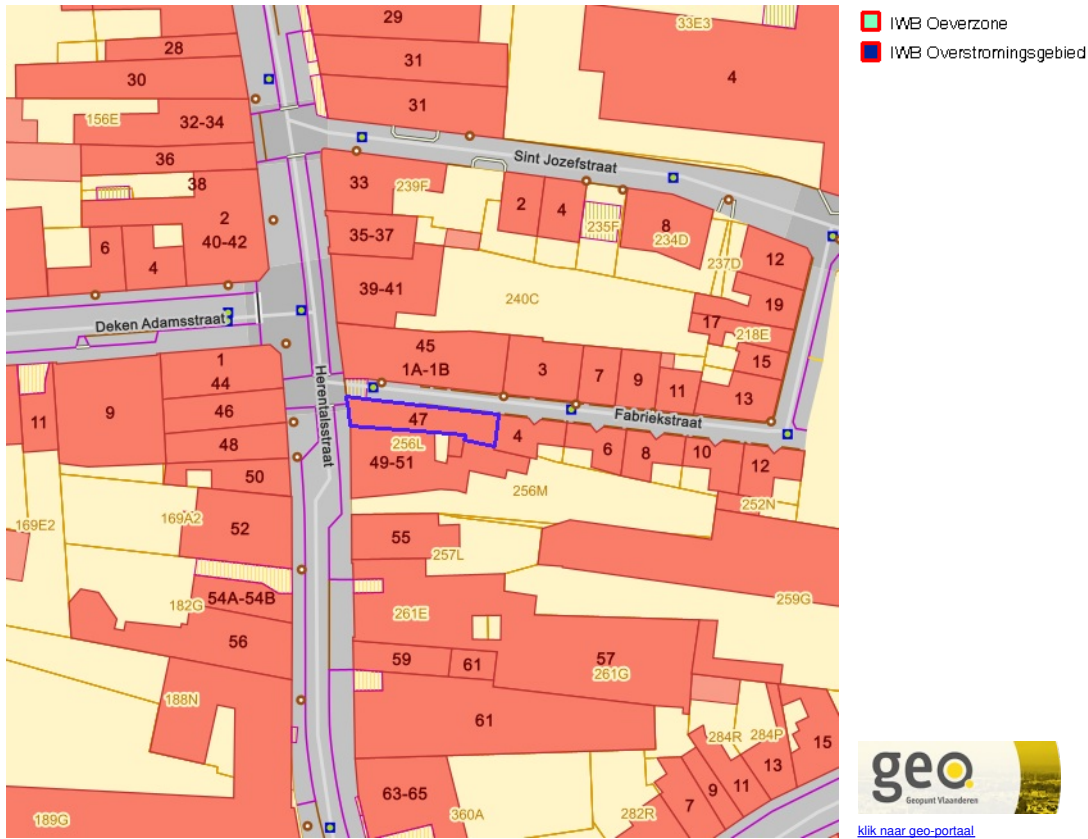 29
33E3
IWB Oeverzone
28
31
IWB Overstromingsgebied
30
4
31
156E
32-34
36
Sint Jozefstraat
38
33
239F
2
4
235F
8
234D
2
40-42
6
4
35-37
237D
12
39-41
240C
19
17
218E
Deken Adamsstraat
45
1A-1B
15
1
44
3
7
9
11
13
Herentalsstraat
11
9
46
47
Fabriekstraat
48
256L
4
6
8
10
12
50
49-51
256M
252N
169E2
169A2
52
55
257L
259G
182G
54A-54B
261E
56
59
61
57
261G
188N
61
284R
284P
15
13
11
9
7
63-65
360A
282R
189G
geo
Geopunt Vlaanderen
klik naar geo-portaal